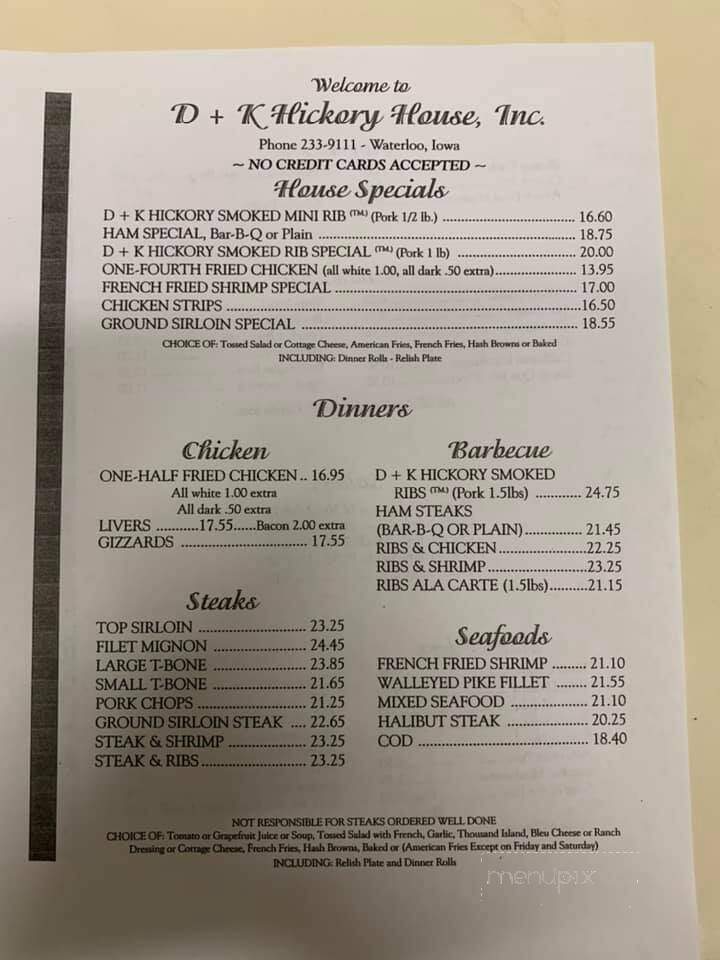 Welcome to
D + K Hickory House, Inc.
Phone 233-9111 - Waterloo, Iowa
~ NO CREDIT CARDS ACCEPTED ~
House Specials
D + K HICKORY SMOKED MINI RIB (TM.) (Pork 1/2 lb.) ........................ 16.60
HAM SPECIAL, Bar-B-Q or Plain ........................ 18.75
D + K HICKORY SMOKED RIB SPECIAL (TM.) (Pork 1 lb) ........................ 20.00
ONE-FOURTH FRIED CHICKEN (all white 1.00, all dark .50 extra)................ 13.95
FRENCH FRIED SHRIMP SPECIAL ........................ 17.00
CHICKEN STRIPS ........................16.50
GROUND SIRLOIN SPECIAL ........................ 18.55
CHOICE OF: Tossed Salad or Cottage Cheese, American Fries, French Fries, Hash Browns or Baked
INCLUDING: Dinner Rolls - Relish Plate
Dinners
Chicken
ONE-HALF FRIED CHICKEN .. 16.95
All white 1.00 extra
All dark .50 extra
LIVERS ...........17.55......Bacon 2.00 extra
GIZZARDS ........................ 17.55
Barbecue
D + K HICKORY SMOKED
RIBS (TM.) (Pork 1.5lbs) ............ 24.75
HAM STEAKS
(BAR-B-Q OR PLAIN)............... 21.45
RIBS & CHICKEN...................22.25
RIBS & SHRIMP.....................23.25
RIBS ALA CARTE (1.5lbs)..........21.15
Steaks
TOP SIRLOIN ........................ 23.25
FILET MIGNON ..................... 24.45
LARGE T-BONE ..................... 23.85
SMALL T-BONE ..................... 21.65
PORK CHOPS ........................ 21.25
GROUND SIRLOIN STEAK .... 22.65
STEAK & SHRIMP .................. 23.25
STEAK & RIBS........................ 23.25
Seafoods
FRENCH FRIED SHRIMP ......... 21.10
WALLEYED PIKE FILLET ........ 21.55
MIXED SEAFOOD .................. 21.10
HALIBUT STEAK .................. 20.25
COD ........................ 18.40
NOT RESPONSIBLE FOR STEAKS ORDERED WELL DONE
CHOICE OF: Tomato or Grapefruit Juice or Soup, Tossed Salad with French, Garlic, Thousand Island, Bleu Cheese or Ranch
Dressing or Cottage Cheese, French Fries, Hash Browns, Baked or (American Fries Except on Friday and Saturday)
INCLUDING: Relish Plate and Dinner Rolls
menupix